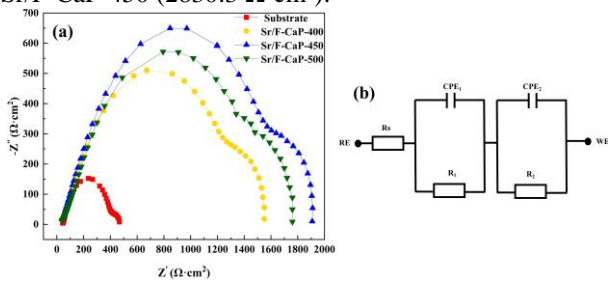 Sr/F-CaP-450 (2830.3 Ω·cm²).
(a)
Substrate
Sr/F-CaP-400
Sr/F-CaP-450
Sr/F-CaP-500
700
600
500
400
300
200
100
0
0 200 400 600 800 1000 1200 1400 1600 1800 2000
-Z'' (Ω·cm²)
Z' (Ω·cm²)
(b)
CPE₁
CPE₂
RE
Rs
WE
R₁
R₂